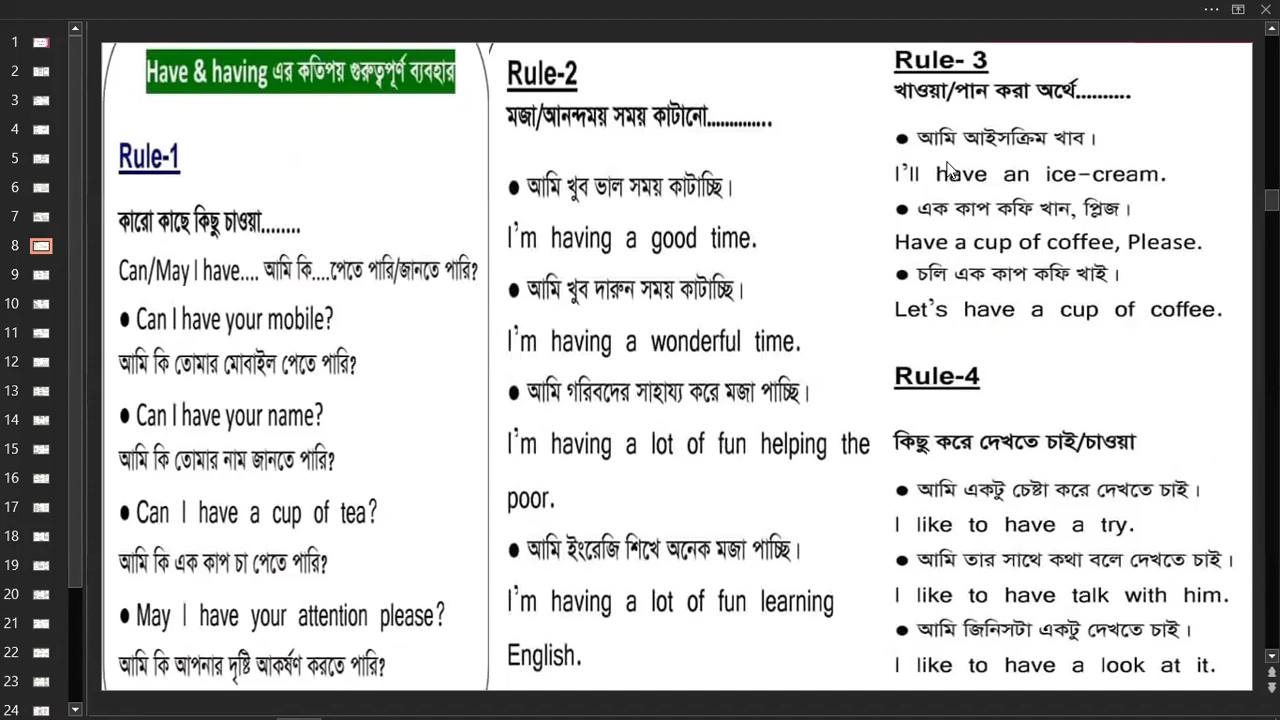 1
2
3
4
5
6
7
8
9
10
11
12
13
14
15
16
17
18
19
20
21
22
23
24
Have & having এর কতিপয় গুরুত্বপূর্ণ ব্যবহার
Rule-1
কারো কাছে কিছু চাওয়া........
Can/May I have.... আমি কি....পেতে পারি/জানতে পারি?
● Can I have your mobile?
আমি কি তোমার মোবাইল পেতে পারি?
● Can I have your name?
আমি কি তোমার নাম জানতে পারি?
● Can I have a cup of tea?
আমি কি এক কাপ চা পেতে পারি?
● May I have your attention please?
আমি কি আপনার দৃষ্টি আকর্ষণ করতে পারি?
Rule-2
মজা/আনন্দময় সময় কাটানো.............
● আমি খুব ভাল সময় কাটাচ্ছি।
I'm having a good time.
● আমি খুব দারুন সময় কাটাচ্ছি।
I'm having a wonderful time.
● আমি গরিবদের সাহায্য করে মজা পাচ্ছি।
I'm having a lot of fun helping the
poor.
● আমি ইংরেজি শিখে অনেক মজা পাচ্ছি।
I'm having a lot of fun learning
English.
Rule- 3
খাওয়া/পান করা অর্থে..........
● আমি আইসক্রিম খাব।
I'll have an ice-cream.
● এক কাপ কফি খান, প্লিজ।
Have a cup of coffee, Please.
● চলি এক কাপ কফি খাই।
Let's have a cup of coffee.
Rule-4
কিছু করে দেখতে চাই/চাওয়া
● আমি একটু চেষ্টা করে দেখতে চাই।
I like to have a try.
● আমি তার সাথে কথা বলে দেখতে চাই।
I like to have talk with him.
● আমি জিনিসটা একটু দেখতে চাই।
I like to have a look at it.